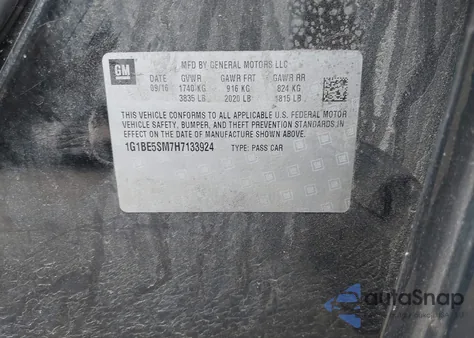 GM
MFD BY GENERAL MOTORS LLC
DATE GVWR GAWR FRT GAWR RR
09/16 1740 KG 916 KG 824 KG
3835 LB 2020 LB 1815 LB
THIS VEHICLE CONFORMS TO ALL APPLICABLE U.S. FEDERAL MOTOR
VEHICLE SAFETY, BUMPER, AND THEFT PREVENTION STANDARDS IN
EFFECT ON THE DATE OF MANUFACTURE SHOWN ABOVE.
1G1BE5SM7H7133924 TYPE: PASS CAR
autoSnap